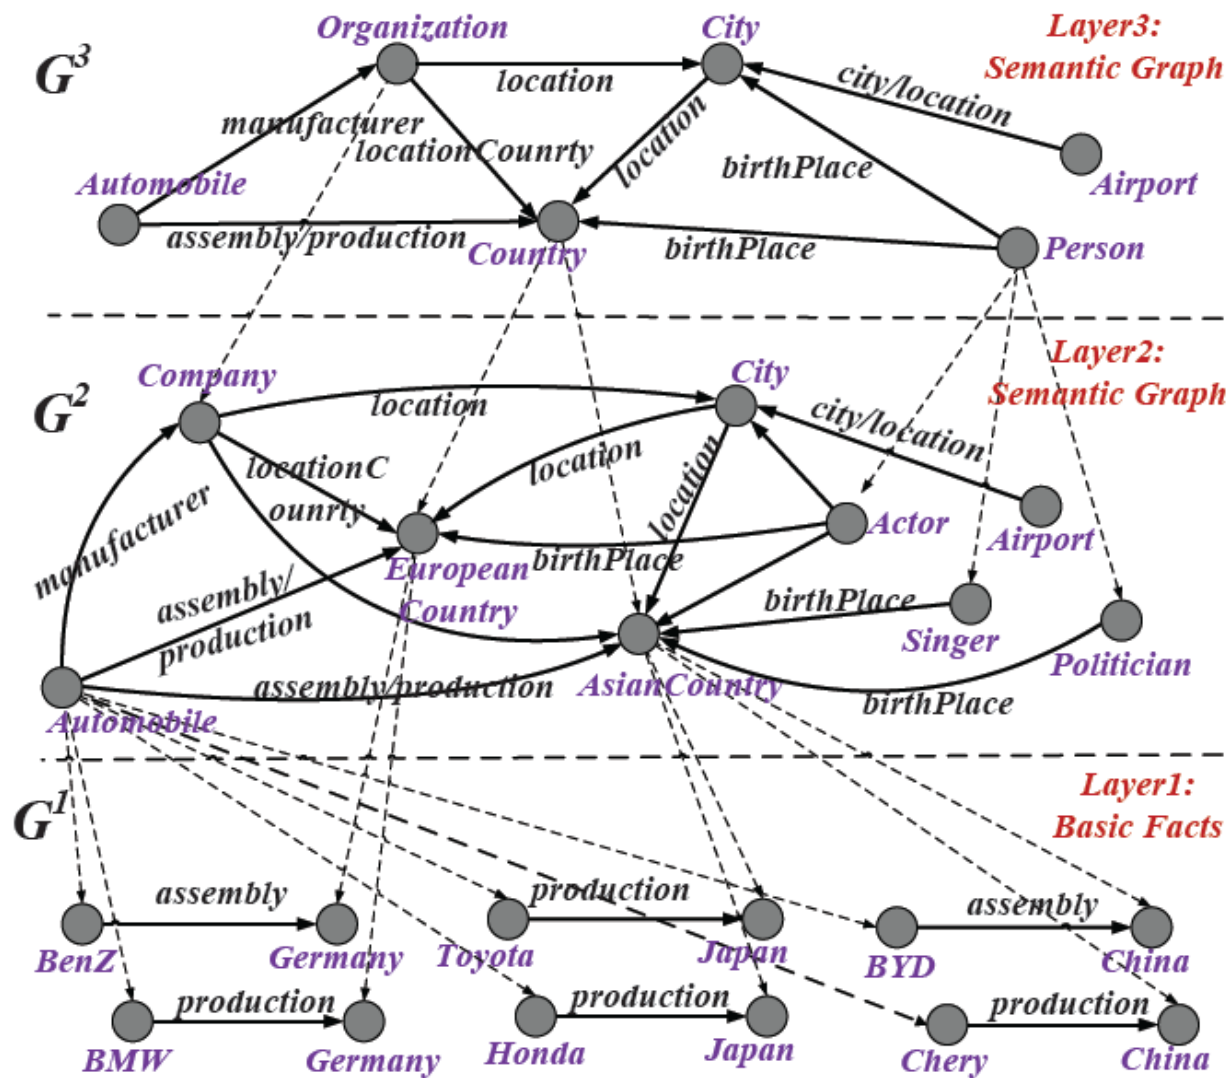 Organization
City
Layer3:
Semantic Graph
G3
location
city/location
manufacturer
locationCounrty
location
birthPlace
Automobile
Airport
assembly/production
Country
birthPlace
Person
Layer2:
Semantic Graph
Company
City
G2
location
city/location
locationC
ounrty
location
location
manufacturer
Actor
Airport
European
Country
birthPlace
assembly/
production
birthPlace
Singer
Politician
assembly/production
AsianCountry
birthPlace
Automobile
Layer1:
Basic Facts
G1
assembly
production
assembly
BenZ
Germany
Toyota
Japan
BYD
China
production
production
production
BMW
Germany
Honda
Japan
Chery
China